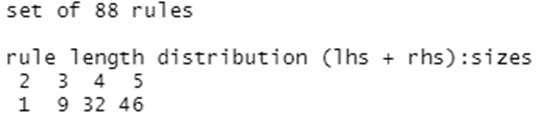 set of 88 rules
rule length distribution (lhs + rhs):sizes
2 3 4 5
1 9 32 46